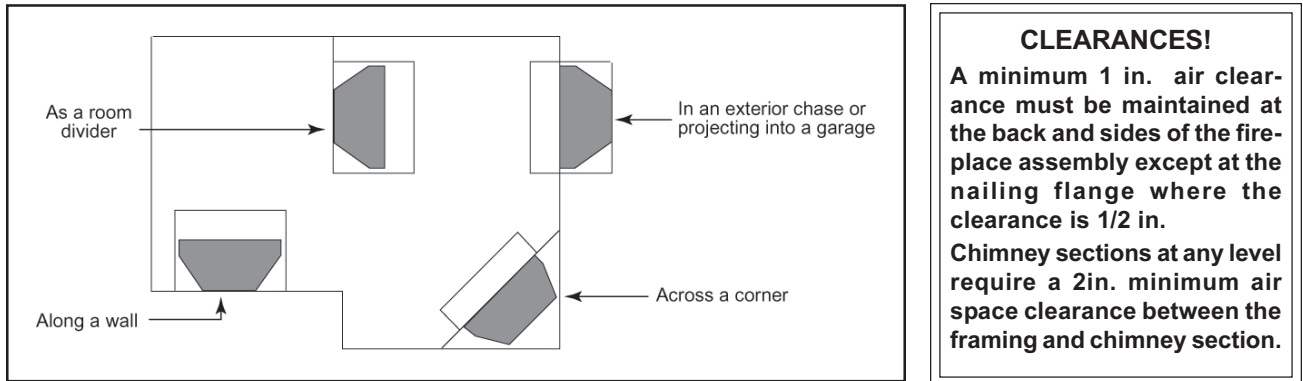 As a room
divider
In an exterior chase or
projecting into a garage
Along a wall
Across a corner
CLEARANCES!
A minimum 1 in. air clear-
ance must be maintained at
the back and sides of the fire-
place assembly except at the
nailing flange where the
clearance is 1/2 in.
Chimney sections at any level
require a 2in. minimum air
space clearance between the
framing and chimney section.